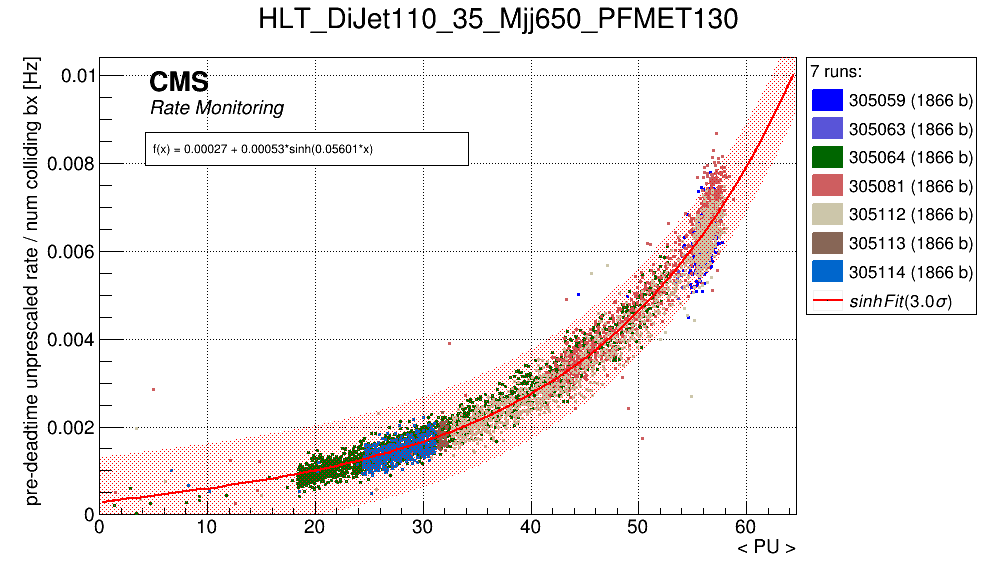 HLT_DiJet110_35_Mjj650_PFMET130
pre-deadtime unprescaled rate / num colliding bx [Hz]
0.01
0.008
0.006
0.004
0.002
0
CMS
Rate Monitoring
f(x) = 0.00027 + 0.00053*sinh(0.05601*x)
0 10 20 30 40 50 60
< PU >
7 runs:
305059 (1866 b)
305063 (1866 b)
305064 (1866 b)
305081 (1866 b)
305112 (1866 b)
305113 (1866 b)
305114 (1866 b)
sinhFit(3.0σ)